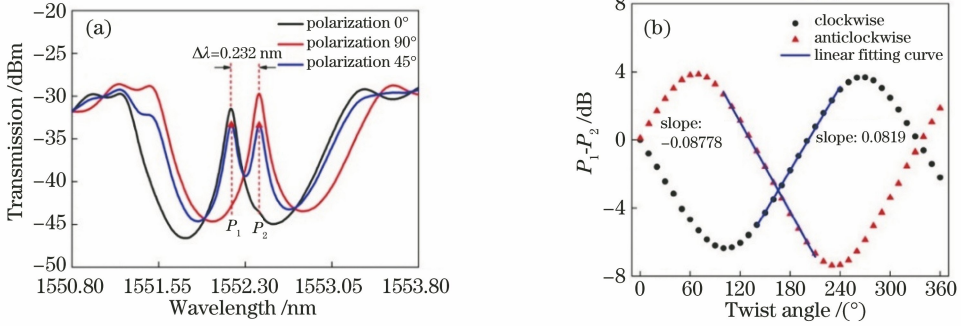 (a)
polarization 0°
polarization 90°
polarization 45°
Δλ=0.232 nm
P1
P2
Transmission /dBm
-20
-25
-30
-35
-40
-45
-50
1550.80
1551.55
1552.30
1553.05
1553.80
Wavelength /nm
(b)
clockwise
anticlockwise
linear fitting curve
slope:
-0.08778
slope: 0.0819
P1-P2 /dB
8
4
0
-4
-8
0
60
120
180
240
300
360
Twist angle /(°)